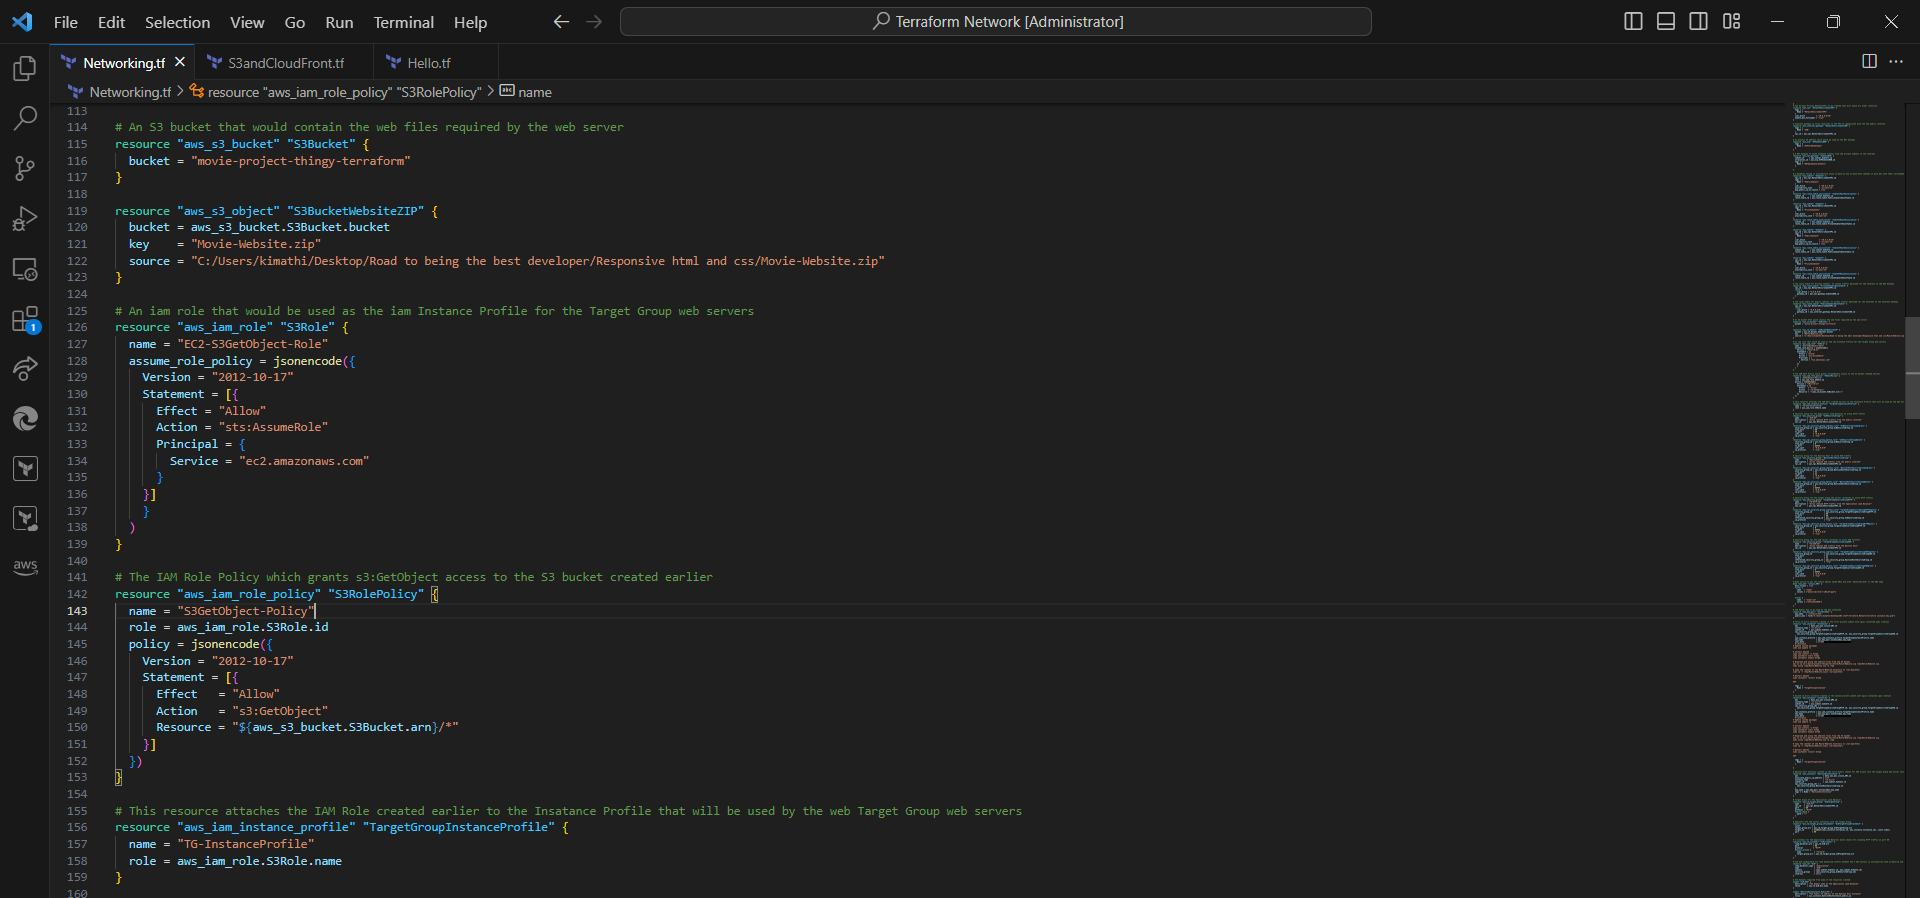 File Edit Selection View Go Run Terminal Help
Terraform Network [Administrator]
Networking.tf
S3andCloudFront.tf
Hello.tf
Networking.tf > resource "aws_iam_role_policy" "S3RolePolicy" > name
113
114 # An S3 bucket that would contain the web files required by the web server
115 resource "aws_s3_bucket" "S3Bucket" {
116 bucket = "movie-project-thingy-terraform"
117 }
118
119 resource "aws_s3_object" "S3BucketWebsiteZIP" {
120 bucket = aws_s3_bucket.S3Bucket.bucket
121 key = "Movie-Website.zip"
122 source = "C:/Users/kimathi/Desktop/Road to being the best developer/Responsive html and css/Movie-Website.zip"
123 }
124
125 # An iam role that would be used as the iam Instance Profile for the Target Group web servers
126 resource "aws_iam_role" "S3Role" {
127 name = "EC2-S3GetObject-Role"
128 assume_role_policy = jsonencode({
129 Version = "2012-10-17"
130 Statement = [{
131 Effect = "Allow"
132 Action = "sts:AssumeRole"
133 Principal = {
134 Service = "ec2.amazonaws.com"
135 }
136 }]
137 }
138 )
139 }
140
141 # The IAM Role Policy which grants s3:GetObject access to the S3 bucket created earlier
142 resource "aws_iam_role_policy" "S3RolePolicy" {
143 name = "S3GetObject-Policy"
144 role = aws_iam_role.S3Role.id
145 policy = jsonencode({
146 Version = "2012-10-17"
147 Statement = [{
148 Effect = "Allow"
149 Action = "s3:GetObject"
150 Resource = "${aws_s3_bucket.S3Bucket.arn}/*"
151 }]
152 })
153 }
154
155 # This resource attaches the IAM Role created earlier to the Insatance Profile that will be used by the web Target Group web servers
156 resource "aws_iam_instance_profile" "TargetGroupInstanceProfile" {
157 name = "TG-InstanceProfile"
158 role = aws_iam_role.S3Role.name
159 }
160
1
aws